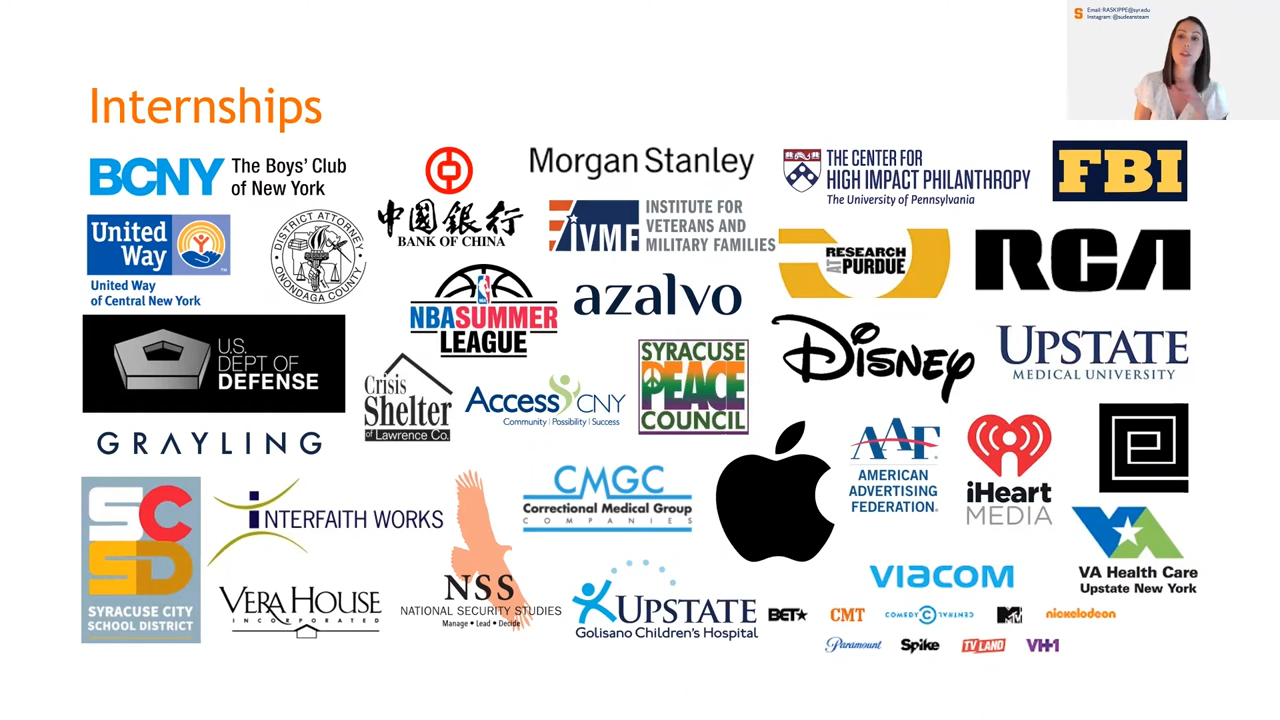 S
Email: RASKIPPE@syr.edu
Instagram: @sudeansteam
Internships
BCNY
The Boys' Club
of New York
中國銀行
BANK OF CHINA
Morgan Stanley
THE CENTER FOR
HIGH IMPACT PHILANTHROPY
The University of Pennsylvania
FBI
United
Way
TM
United Way
of Central New York
DISTRICT ATTORNEY
ONONDAGA COUNTY
IVMF
INSTITUTE FOR
VETERANS AND
MILITARY FAMILIES
RESEARCH
AT PURDUE
RCA
NBA
NBASUMMER
LEAGUE
azalvo
U.S.
DEPT OF
DEFENSE
Crisis
Shelter
of Lawrence Co.
AccessCNY
Community | Possibility | Success
SYRACUSE
PEACE
COUNCIL
DISNEY
UPSTATE
MEDICAL UNIVERSITY
GRAYLING
SCSD
SYRACUSE CITY
SCHOOL DISTRICT
INTERFAITH WORKS
VERA HOUSE
INCORPORATED
NSS
NATIONAL SECURITY STUDIES
Manage • Lead • Decide
CMGC
Correctional Medical Group
COMPANIES
UPSTATE
Golisano Children's Hospital
AAF
AMERICAN
ADVERTISING
FEDERATION
iHeart
MEDIA
VA
VA Health Care
Upstate New York
VIACOM
BET★
CMT
COMEDY CENTRAL
MTV
nickelodeon
Paramount
Spike
TV LAND
VH1